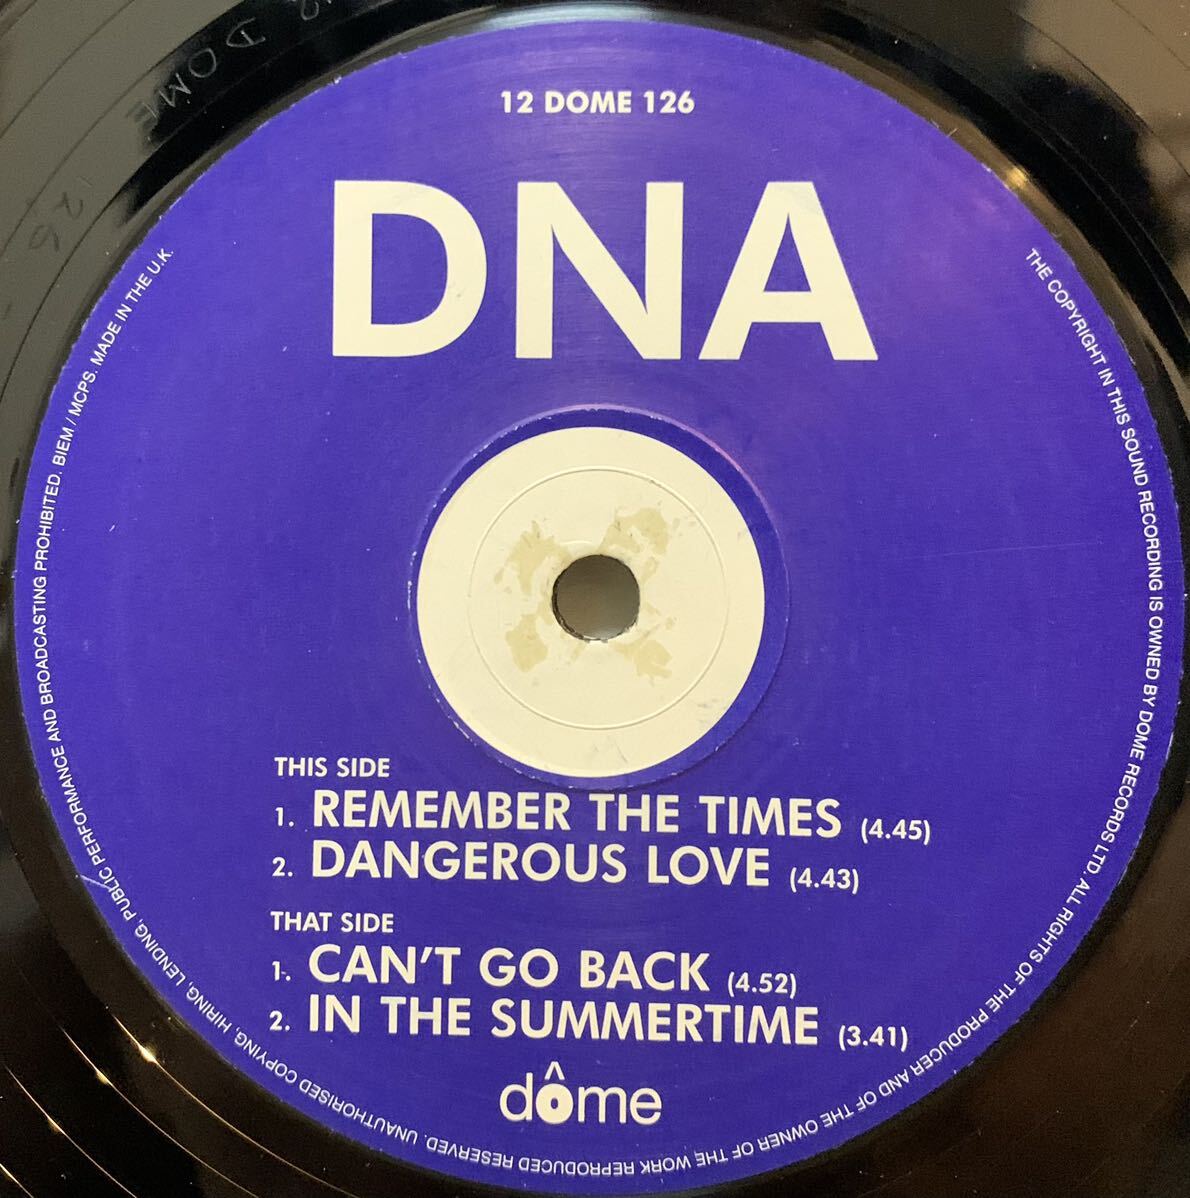 12 DOME 126
DNA
THIS SIDE
1. REMEMBER THE TIMES (4.45)
2. DANGEROUS LOVE (4.43)
THAT SIDE
1. CAN'T GO BACK (4.52)
2. IN THE SUMMERTIME (3.41)
dôme
THE COPYRIGHT IN THIS SOUND RECORDING IS OWNED BY DOME RECORDS LTD. ALL RIGHTS OF THE PRODUCER AND OF THE OWNER OF THE WORK REPRODUCED RESERVED. UNAUTHORISED COPYING, HIRING, LENDING, PUBLIC PERFORMANCE AND BROADCASTING PROHIBITED. BIEM / MCPS. MADE IN THE U.K.
DOME 126